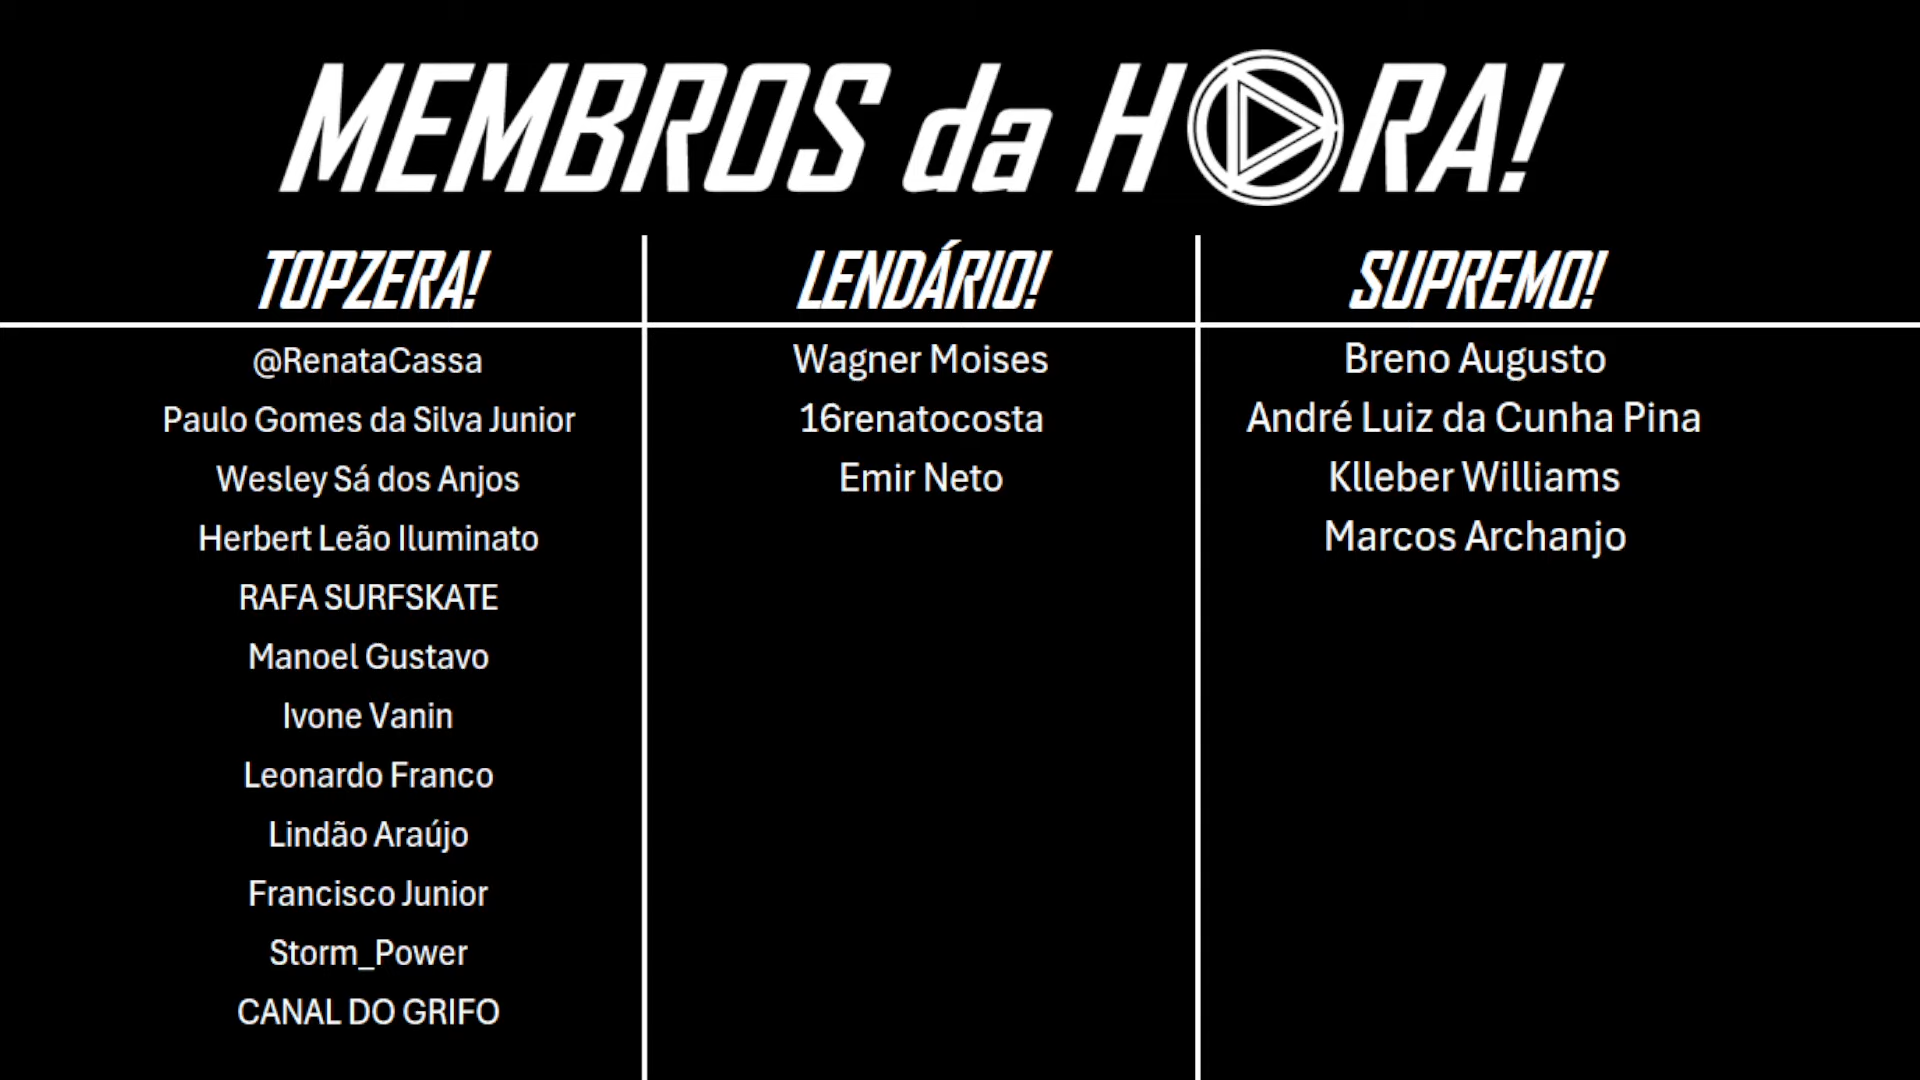 MEMBROS da HORA!
TOPZERA!
@RenataCassa
Paulo Gomes da Silva Junior
Wesley Sá dos Anjos
Herbert Leão Iluminato
RAFA SURFSKATE
Manoel Gustavo
Ivone Vanin
Leonardo Franco
Lindão Araújo
Francisco Junior
Storm_Power
CANAL DO GRIFO
LENDÁRIO!
Wagner Moises
16renatocosta
Emir Neto
SUPREMO!
Breno Augusto
André Luiz da Cunha Pina
Klleber Williams
Marcos Archanjo